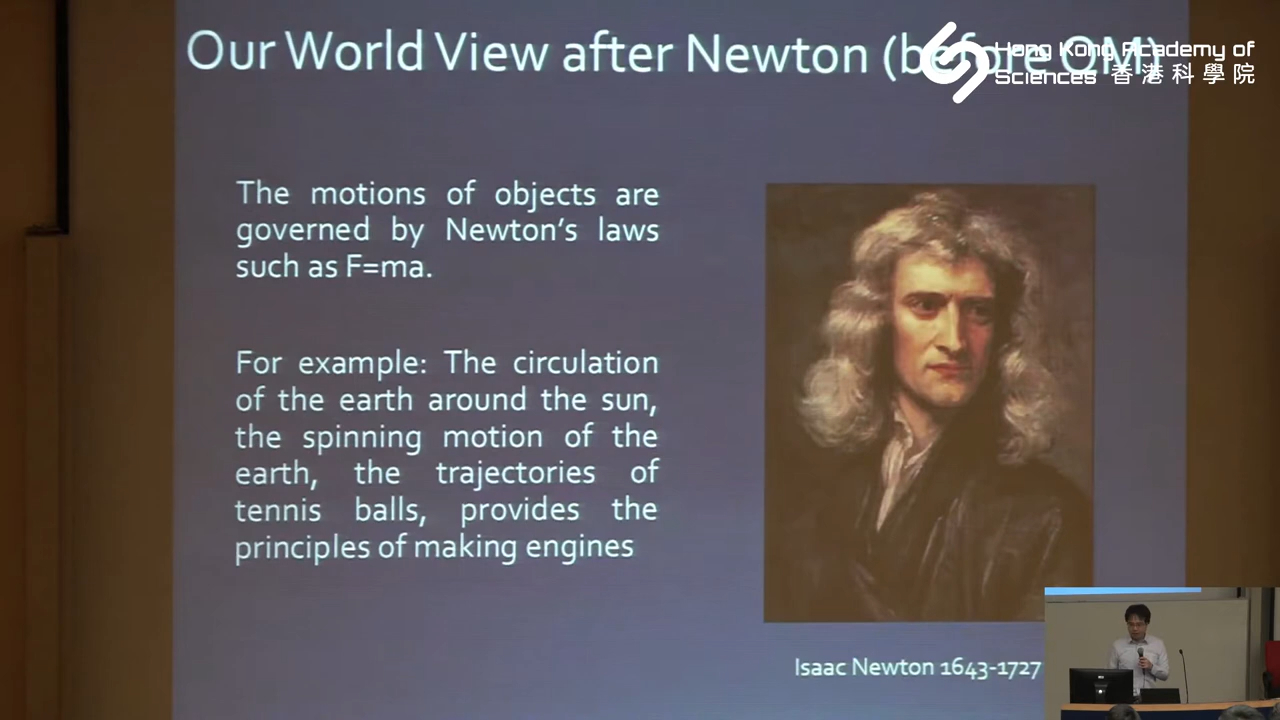 Our World View after Newton (before QM)
Hong Kong Academy of
Sciences 香港科學院
The motions of objects are
governed by Newton's laws
such as F=ma.
For example: The circulation
of the earth around the sun,
the spinning motion of the
earth, the trajectories of
tennis balls, provides the
principles of making engines
Isaac Newton 1643-1727